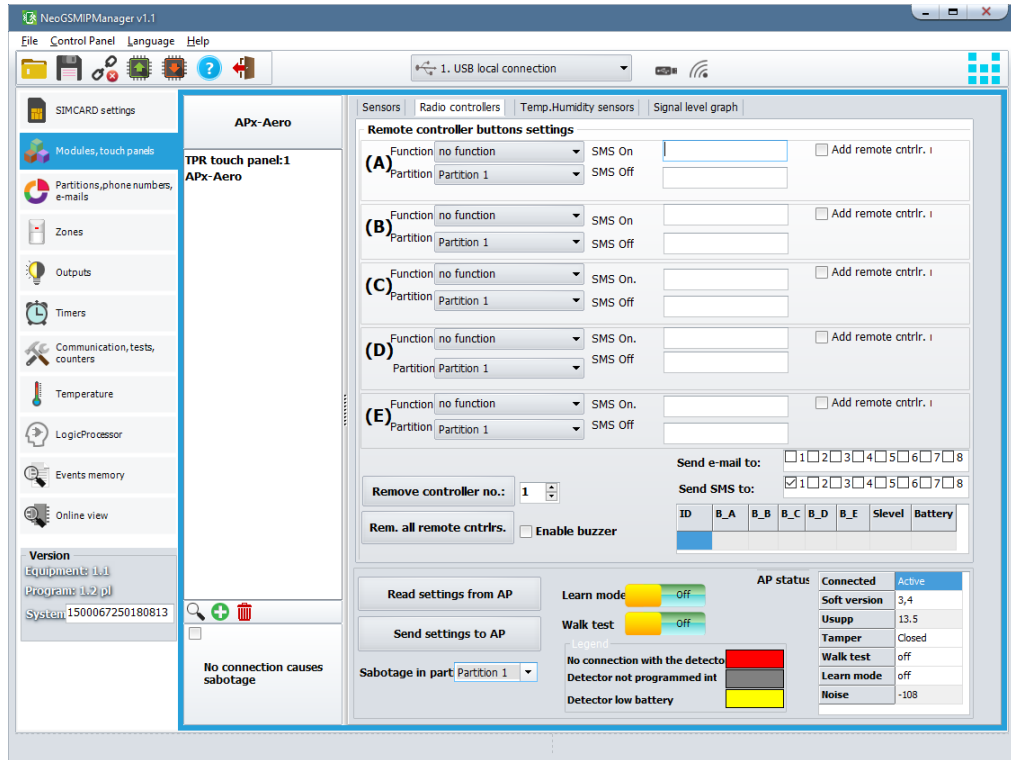 NeoGSMIPManager v1.1
File Control Panel Language Help
1. USB local connection
SIMCARD settings
Modules, touch panels
Partitions,phone numbers,
e-mails
Zones
Outputs
Timers
Communication, tests,
counters
Temperature
LogicProcessor
Events memory
Online view
Version
Equipment: 1.1
Program: 1.2 pl
System 1500067250180813
APx-Aero
TPR touch panel:1
APx-Aero
No connection causes
sabotage
Sensors Radio controllers Temp.Humidity sensors Signal level graph
Remote controller buttons settings
(A) Function no function SMS On Add remote cntrlr.
Partition Partition 1 SMS Off
(B) Function no function SMS On Add remote cntrlr.
Partition Partition 1 SMS Off
(C) Function no function SMS On. Add remote cntrlr.
Partition Partition 1 SMS Off
(D) Function no function SMS On. Add remote cntrlr.
Partition Partition 1 SMS Off
(E) Function no function SMS On. Add remote cntrlr.
Partition Partition 1 SMS Off
Send e-mail to: 1 2 3 4 5 6 7 8
Remove controller no.: 1 Send SMS to: 1 2 3 4 5 6 7 8
Rem. all remote cntrlrs. Enable buzzer
ID B_A B_B B_C B_D B_E Slevel Battery
Read settings from AP
Send settings to AP
Sabotage in part Partition 1
Learn mode Off
Walk test Off
Legend
No connection with the detecto
Detector not programmed int
Detector low battery
AP status
Connected Active
Soft version 3,4
Usupp 13.5
Tamper Closed
Walk test off
Learn mode off
Noise -108